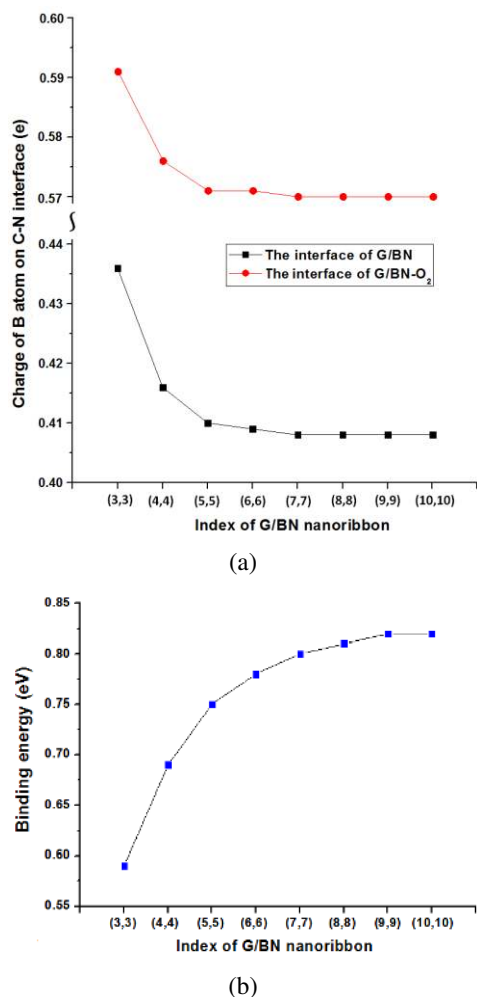 0.60
0.59
0.58
0.57
0.44
0.43
0.42
0.41
0.40
Charge of B atom on C-N interface (e)
The interface of G/BN
The interface of G/BN-O₂
(3,3) (4,4) (5,5) (6,6) (7,7) (8,8) (9,9) (10,10)
Index of G/BN nanoribbon
(a)
0.85
0.80
0.75
0.70
0.65
0.60
0.55
Binding energy (eV)
(3,3) (4,4) (5,5) (6,6) (7,7) (8,8) (9,9) (10,10)
Index of G/BN nanoribbon
(b)